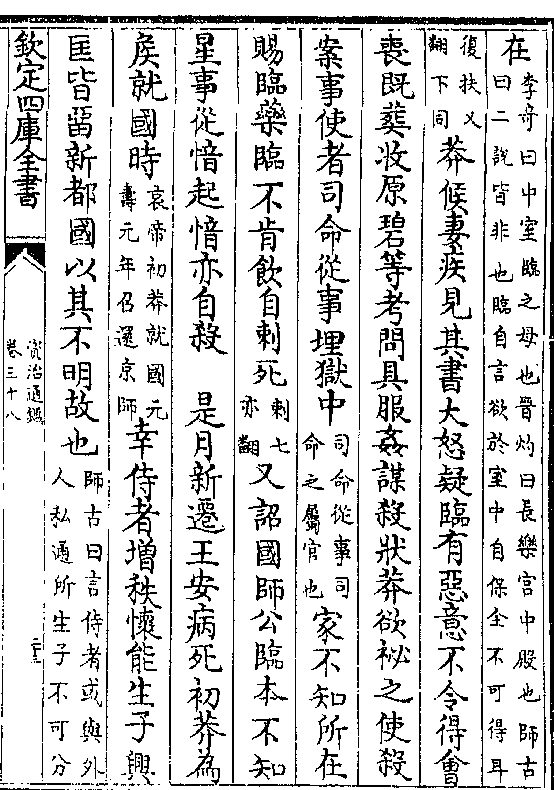 在李奇曰中室臨之母也晉灼曰長樂宫中殿也師古
曰二說皆非也臨自言欲於室中自保全不可得耳
復扶又
翻下同莽候妻疾見其書大怒疑臨有惡意不令得會
喪既葬收原碧等考問具服姦謀殺狀莽欲祕之使殺
案事使者司命從事埋獄中司命從事司
命之屬官也家不知所在
賜臨藥臨不肯飲自刺死刺七
亦翻又詔國師公臨本不知
星事從愔起愔亦自殺 是月新遷王安病死初莽為
侯就國時哀帝初莽就國元
壽元年召還京師幸侍者增秩懷能生子興
匡皆留新都國以其不明故也師古曰言侍者或與外
人私通所生子不可分
欽定四庫全書
資治通鑑
卷三十八
二十三